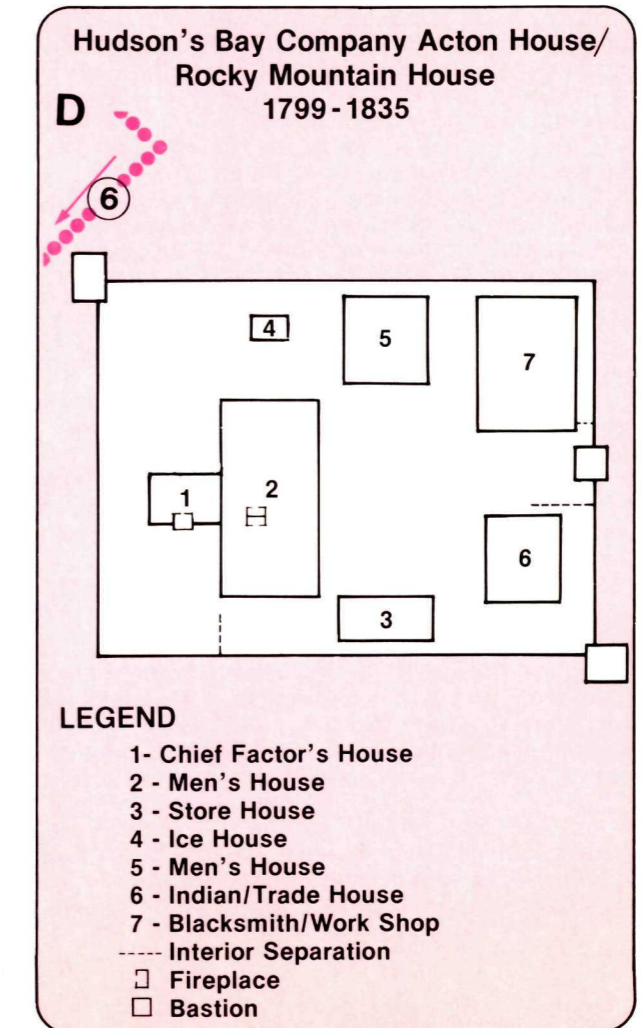 Hudson's Bay Company Acton House/
Rocky Mountain House
1799-1835
D
6
4
5
7
1
2
6
3
LEGEND
1- Chief Factor's House
2 - Men's House
3 - Store House
4 - Ice House
5 - Men's House
6 - Indian/Trade House
7 - Blacksmith/Work Shop
----- Interior Separation
Fireplace
Bastion